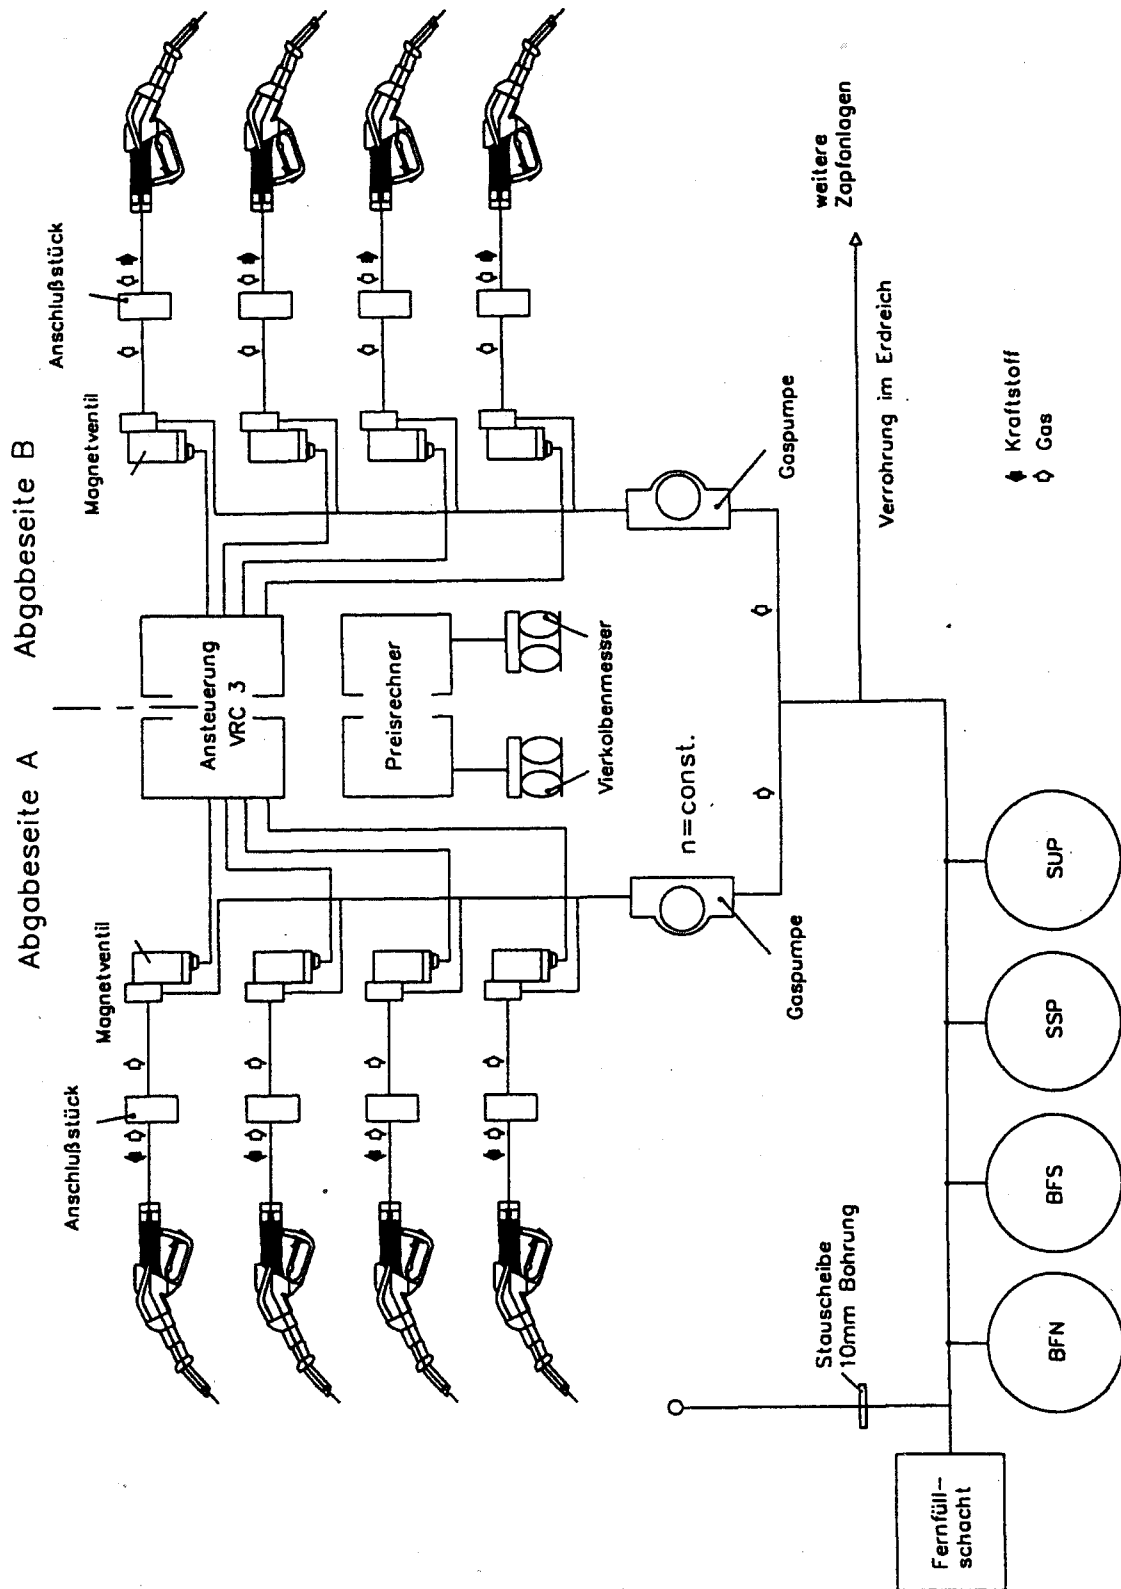 Abgabeseite A
Abgabeseite B
Anschlußstück
Magnetventil
Magnetventil
Anschlußstück
Ansteuerung
VRC 3
Preisrechner
Vierkolbenmesser
n=const.
Gaspumpe
Gaspumpe
weitere
Zapfanlagen
Verrohrung im Erdreich
Stauscheibe
10mm Bohrung
Fernfüll-
schacht
BFN
BFS
SSP
SUP
Kraftstoff
Gas